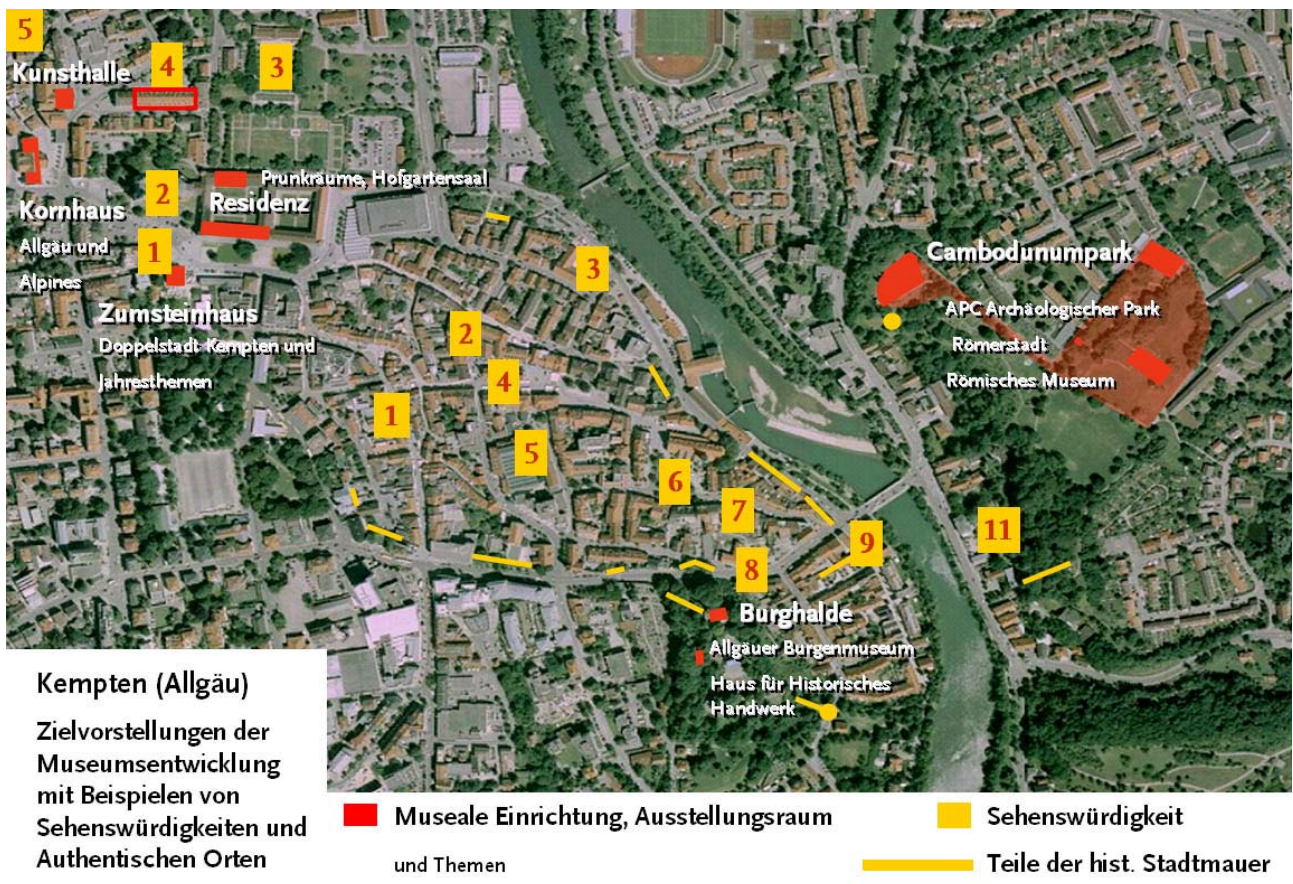 5
Kunsthalle
4
3
Prunkräume, Hofgartensaal
2
Residenz
Kornhaus
Allgäu und
Alpines
1
Zumsteinhaus
Doppelstadt Kempten und
Jahresthemen
3
2
4
1
5
6
7
8
9
11
Cambodunumpark
APC Archäologischer Park
Römerstadt
Römisches Museum
Burghalde
Allgäuer Burgenmuseum
Haus für Historisches
Handwerk
Kempten (Allgäu)
Zielvorstellungen der
Museumsentwicklung
mit Beispielen von
Sehenswürdigkeiten und
Authentischen Orten
Museale Einrichtung, Ausstellungsraum
und Themen
Sehenswürdigkeit
Teile der hist. Stadtmauer